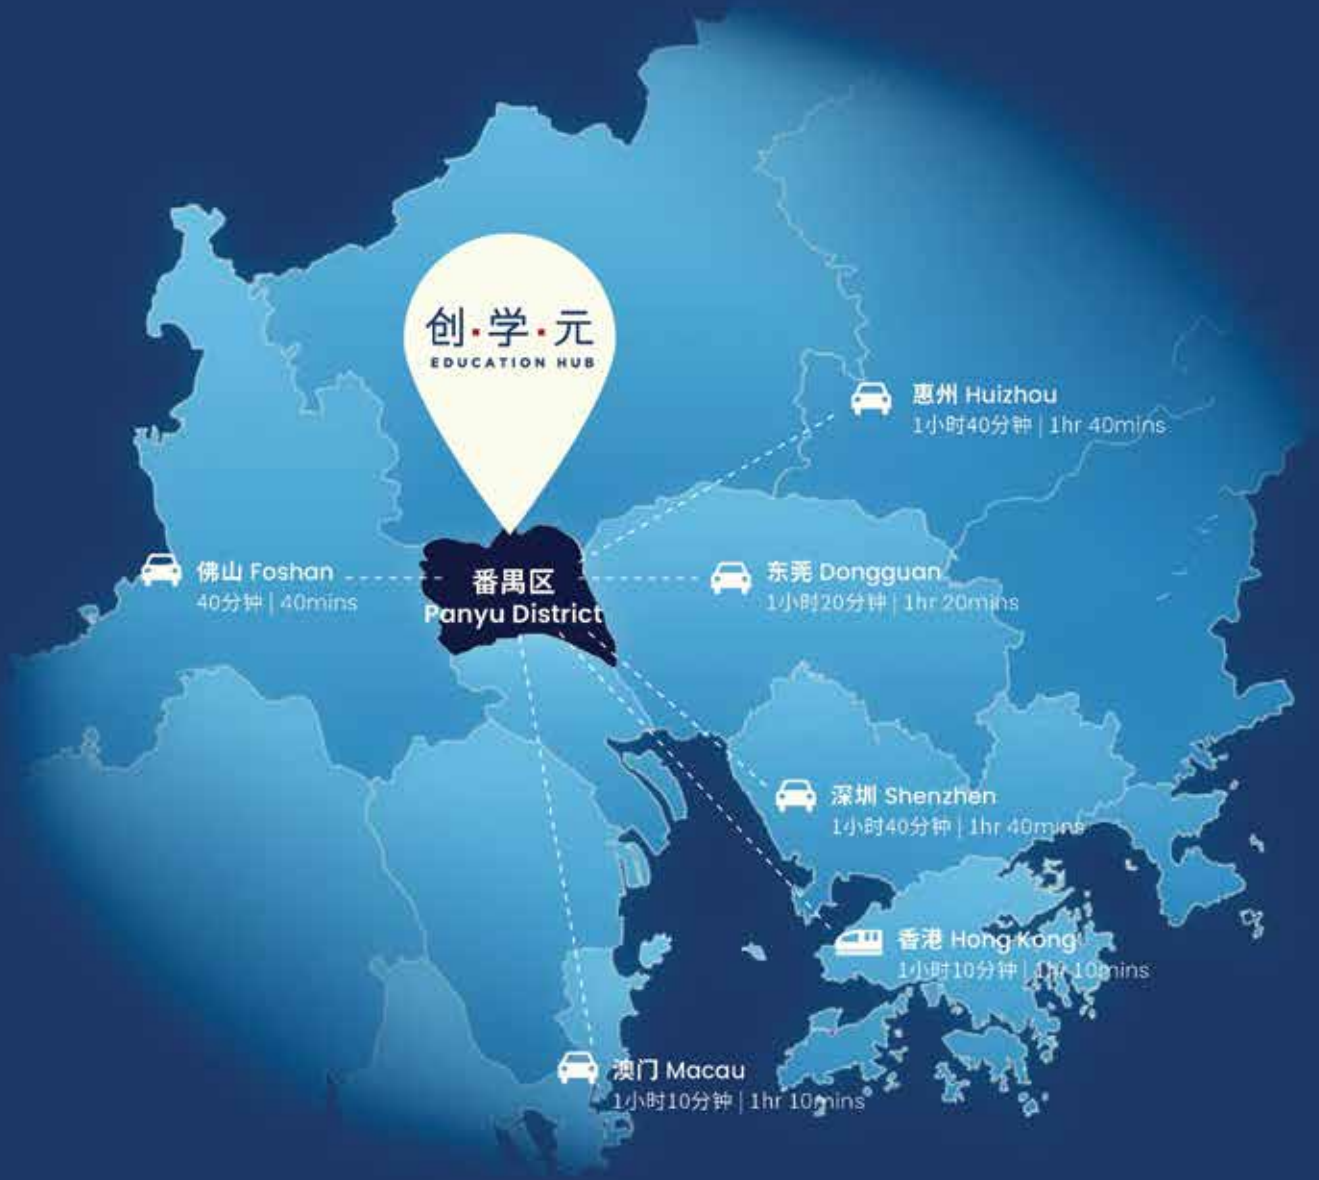 创·学·元
EDUCATION HUB
惠州 Huizhou
1小时40分钟 | 1hr 40mins
佛山 Foshan
40分钟 | 40mins
番禺区
Panyu District
东莞 Dongguan
1小时20分钟 | 1hr 20mins
深圳 Shenzhen
1小时40分钟 | 1hr 40mins
香港 Hong Kong
1小时10分钟 | 1hr 10mins
澳门 Macau
1小时10分钟 | 1hr 10mins